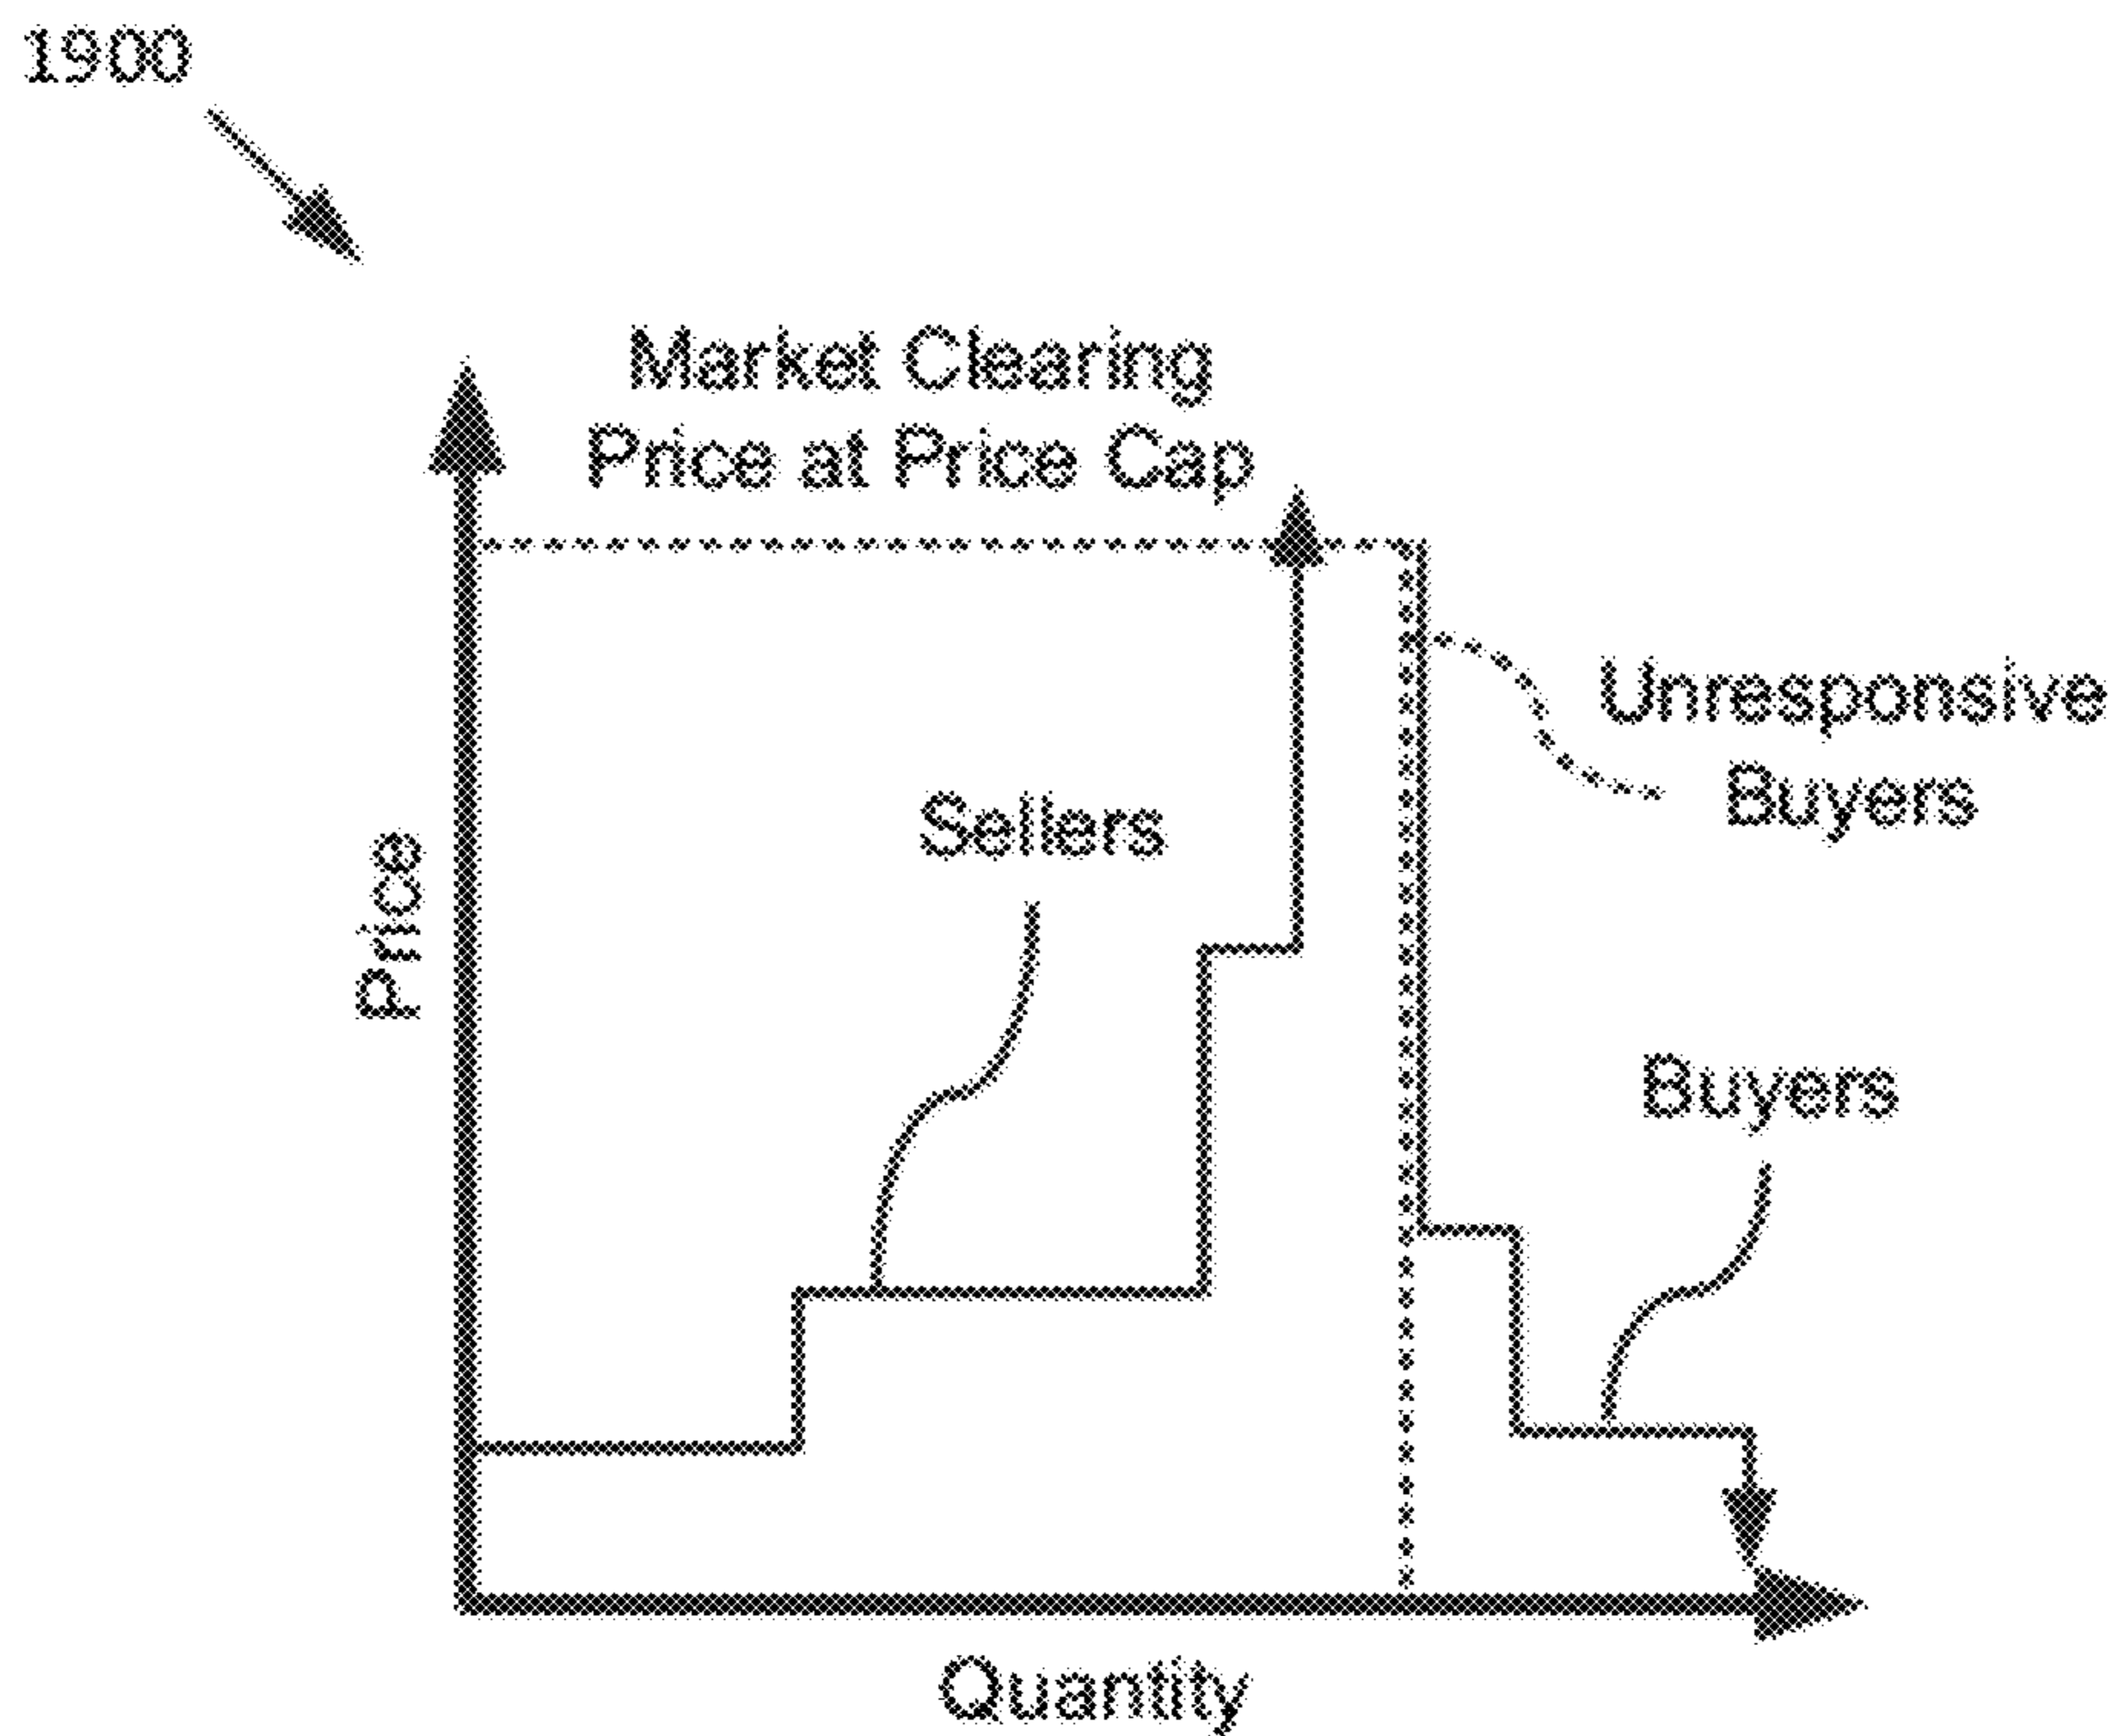 1900
Market Clearing
Price at Price Cap
Unresponsive
Buyers
Sellers
Price
Buyers
Quantity